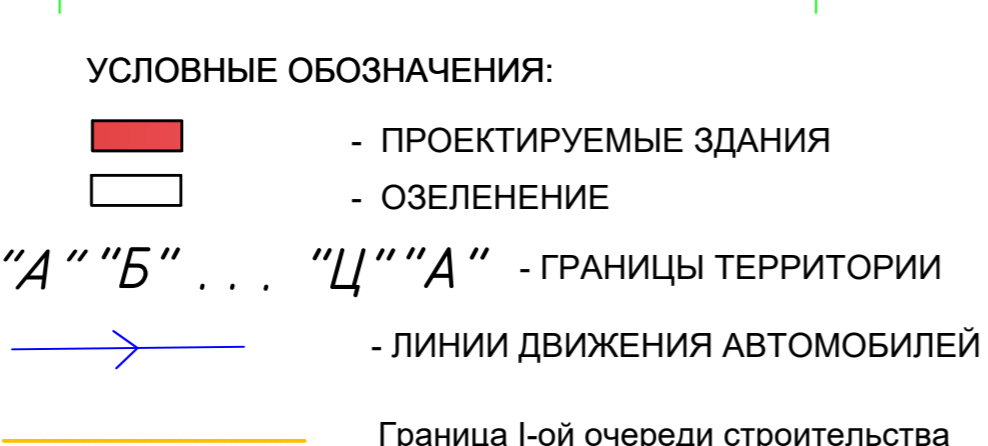 УСЛОВНЫЕ ОБОЗНАЧЕНИЯ:
- ПРОЕКТИРУЕМЫЕ ЗДАНИЯ
- ОЗЕЛЕНЕНИЕ
"А" "Б" . . . "Ц" "А" - ГРАНИЦЫ ТЕРРИТОРИИ
- ЛИНИИ ДВИЖЕНИЯ АВТОМОБИЛЕЙ
Граница I-ой очереди строительства